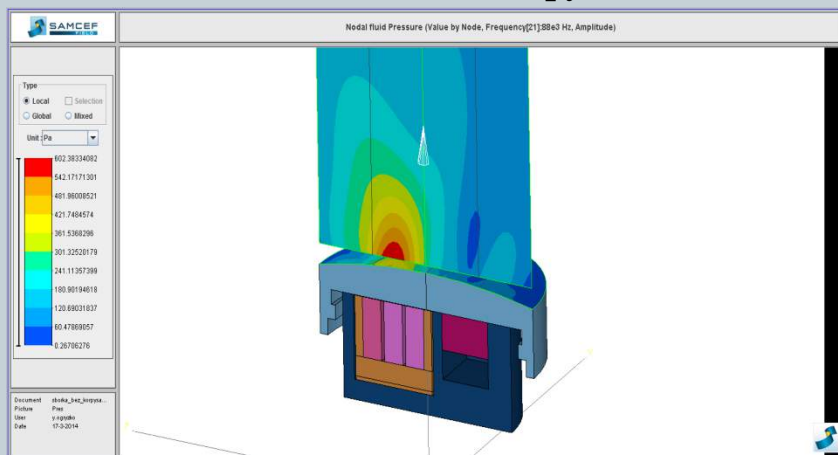 SAMCEF
FIELD
Nodal fluid Pressure (Value by Node, Frequency[21]:88e3 Hz, Amplitude)
Type
Local Selection
Global Mixed
Unit : Pa
602.38334082
542.17171301
481.96008521
421.7484574
361.5368296
301.32520179
241.11357399
180.90194618
120.69031837
60.47869057
0.26706276
Document
Picture Pres
User y.ogryzko
Date 17-3-2014